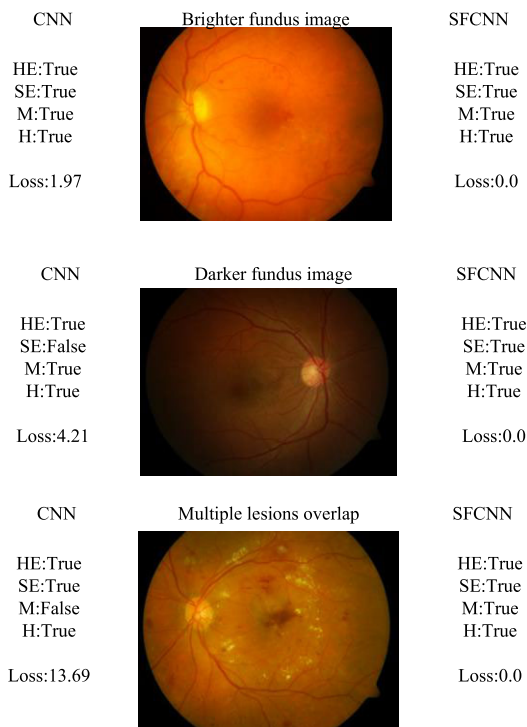 CNN Brighter fundus image SFCNN
HE:True HE:True
SE:True SE:True
M:True M:True
H:True H:True
Loss:1.97 Loss:0.0
CNN Darker fundus image SFCNN
HE:True HE:True
SE:False SE:True
M:True M:True
H:True H:True
Loss:4.21 Loss:0.0
CNN Multiple lesions overlap SFCNN
HE:True HE:True
SE:True SE:True
M:False M:True
H:True H:True
Loss:13.69 Loss:0.0